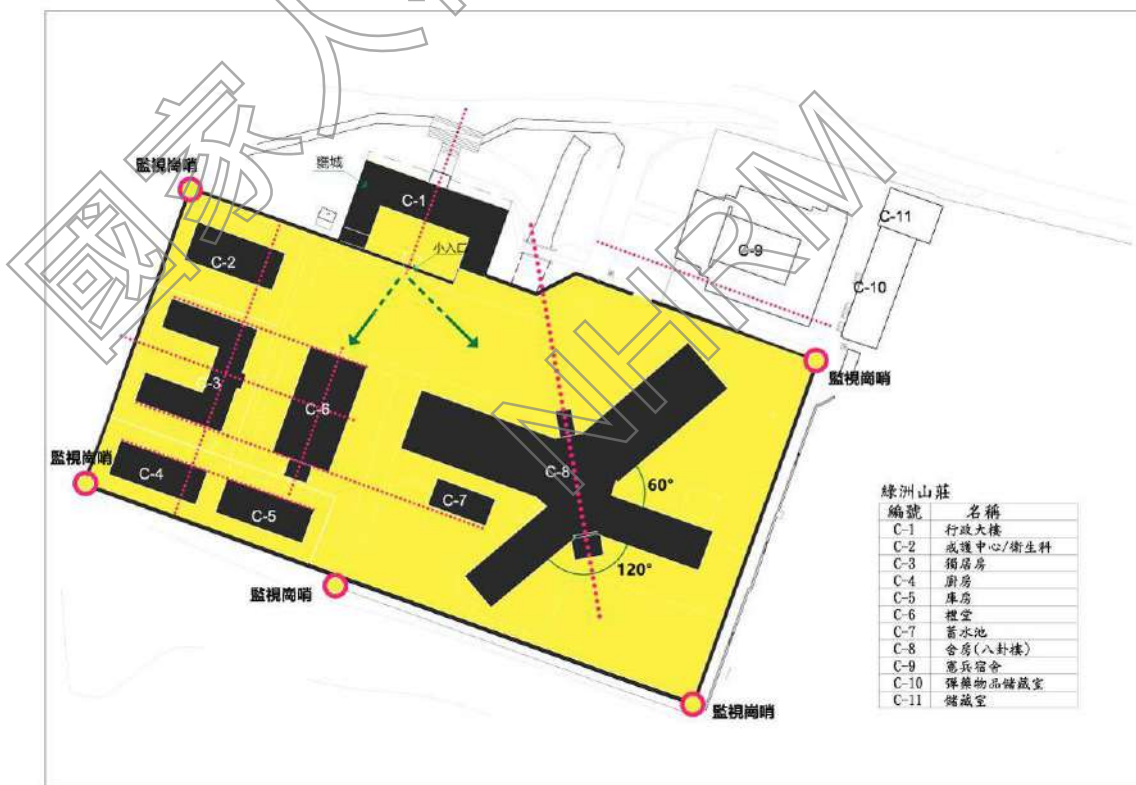 國家人
NHRM
監視崗哨
甕城
C-1
小入口
C-2
C-9
C-11
C-10
監視崗哨
C-3
C-6
監視崗哨
C-4
C-5
C-7
C-8
60°
120°
監視崗哨
監視崗哨
綠洲山莊
編號 名稱
C-1 行政大樓
C-2 戒護中心/衛生科
C-3 獨居房
C-4 廚房
C-5 庫房
C-6 禮堂
C-7 蓄水池
C-8 舍房(八卦樓)
C-9 憲兵宿舍
C-10 彈藥物品儲藏室
C-11 儲藏室